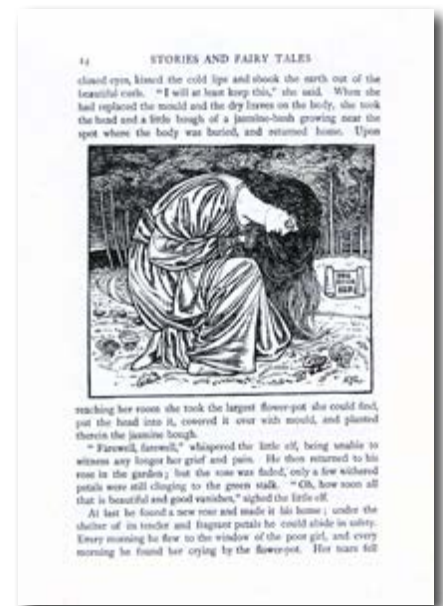 14 STORIES AND FAIRY TALES
closed eyes, kissed the cold lips and shook the earth out of the
beautiful curls. "I will at least keep this," she said. When she
had replaced the mould and the dry leaves on the body, she took
the head and a little bough of a jasmine-bush growing near the
spot where the body was buried, and returned home. Upon
reaching her room she took the largest flower-pot she could find,
put the head into it, covered it over with mould, and planted
therein the jasmine bough.
"Farewell, farewell," whispered the little elf, being unable to
witness any longer her grief and pain. He then returned to his
rose in the garden; but the rose was faded, only a few withered
petals were still clinging to the green stalk. "Oh, how soon all
that is beautiful and good vanishes," sighed the little elf.
At last he found a new rose and made it his home; under the
shelter of its tender and fragrant petals he could abide in safety.
Every morning he flew to the window of the poor girl, and every
morning he found her crying by the flower-pot. Her tears fell